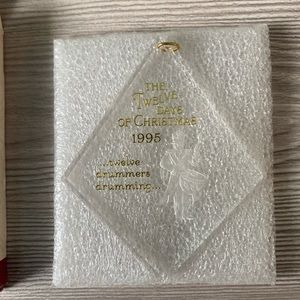 THE
TWELVE
DAYS
OF CHRISTMAS
1995
...twelve
drummers
drumming...